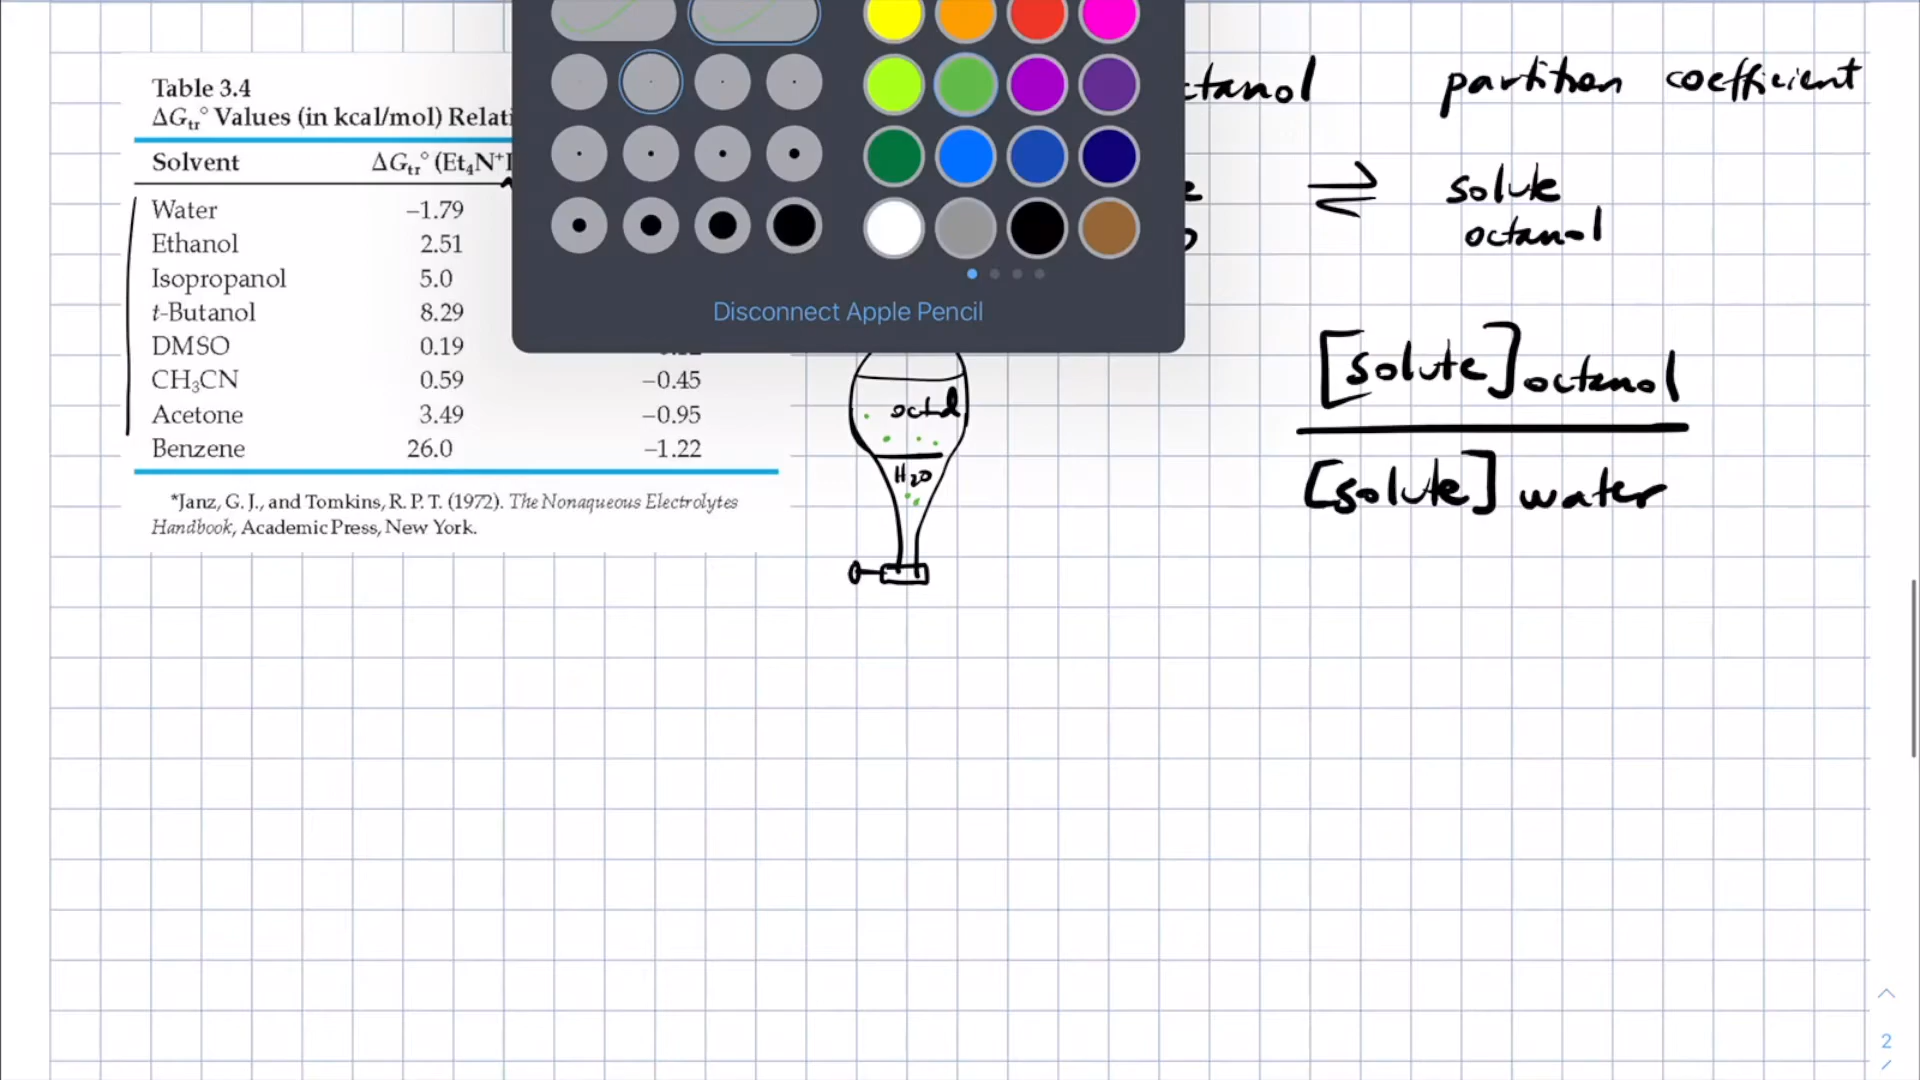 Table 3.4
ΔGtr° Values (in kcal/mol) Relati
Solvent ΔGtr° (Et₄N⁺I
Water –1.79
Ethanol 2.51
Isopropanol 5.0
t-Butanol 8.29
DMSO 0.19
CH₃CN 0.59 –0.45
Acetone 3.49 –0.95
Benzene 26.0 –1.22
*Janz, G. J., and Tomkins, R. P. T. (1972). The Nonaqueous Electrolytes
Handbook, Academic Press, New York.
Disconnect Apple Pencil
H₂O
ctanol partition coefficient
⇌ solute
octanol
[solute]octanol
[solute] water
2